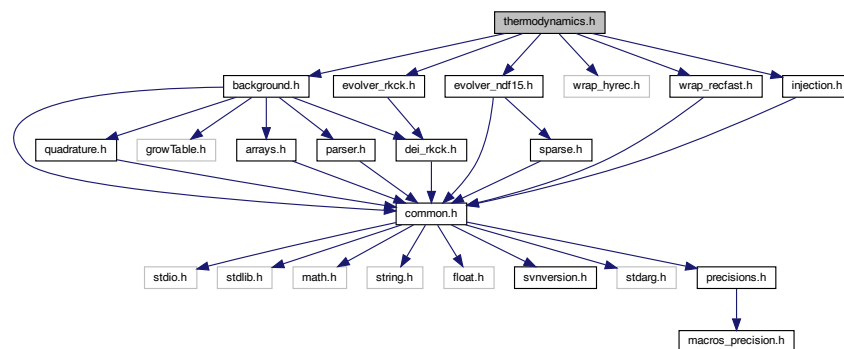 thermodynamics.h
background.h
evolver_rkck.h
evolver_ndf15.h
wrap_hyrec.h
wrap_recfast.h
injection.h
quadrature.h
growTable.h
arrays.h
parser.h
dei_rkck.h
sparse.h
common.h
stdio.h
stdlib.h
math.h
string.h
float.h
svnversion.h
stdarg.h
precisions.h
macros_precision.h